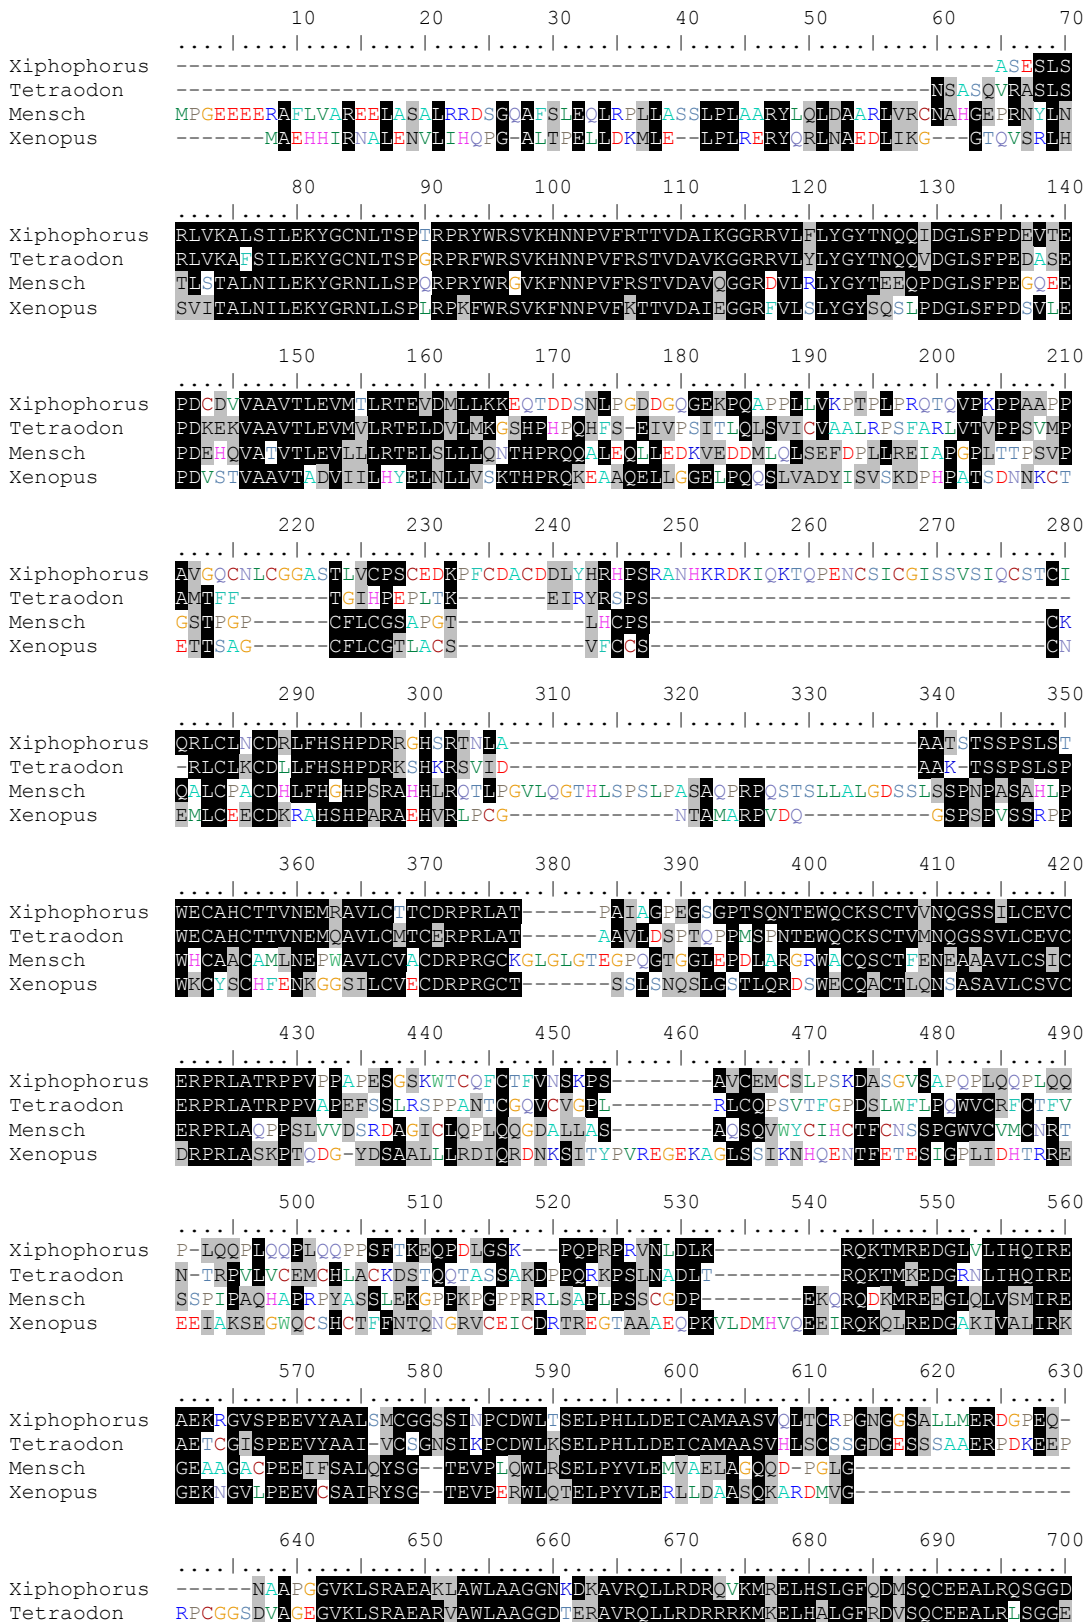 10 20 30 40 50 60 70
....|....|....|....|....|....|....|....|....|....|....|....|....|....|
Xiphophorus ----------------------------------------------------------------ASESLS
Tetraodon -----------------------------------------------------------NSASQVRASLS
Mensch MPGEEEERAFLVAREELASALRRDSGQAFSLEQLRPLLASSLPLAARYLQLDAARLVRCNAHGEPRNYLN
Xenopus -------MAEHHIRNALENVLIHQPG-ALTPELLDKMLE--LPLRERYQRLNAEDLIKG---GTQVSRLH
80 90 100 110 120 130 140
....|....|....|....|....|....|....|....|....|....|....|....|....|....|
Xiphophorus RLVKALSILEKYGCNLTSPTRPRYWRSVKHNNPVFRTTVDAIKGGRRVLFLYGYTNQQIDGLSFPDEVTE
Tetraodon RLVKAFSILEKYGCNLTSPGRPRFWRSVKHNNPVFRSTVDAVKGGRRVLYLYGYTNQQVDGLSFPEDASE
Mensch TLSTALNILEKYGRNLLSPQRPRYWRGVKFNNPVFRSTVDAVQGGRDVLRLYGYTEEQPDGLSFPEGQEE
Xenopus SVITALNILEKYGRNLLSPLRPKFWRSVKFNNPVFKTTVDAIEGGRFVLSLYGYSQSLPDGLSFPDSVLE
150 160 170 180 190 200 210
....|....|....|....|....|....|....|....|....|....|....|....|....|....|
Xiphophorus PDCDVVAAVTLEVMTLRTEVDMLLKKEQTDDSNLPGDDGQGEKPQAPPLLVKPTPLPRQTQVPKPPAAPP
Tetraodon PDKEKVAAVTLEVMVLRTELDVLMKGSHPHPQHFS-EIVPSITLQLSVICVAALRPSFARLVTVPPSVMP
Mensch PDEHQVATVTLEVLLLRTELSLLLQNTHPRQQALEQLLEDKVEDDMLQLSEFDPLLREIAPGPLTTPSVP
Xenopus PDVSTVAAVTADVIILHYELNLLVSKTHPRQKEAAQELLGGELPQQSLVADYISVSKDPHPATSDNNKCT
220 230 240 250 260 270 280
....|....|....|....|....|....|....|....|....|....|....|....|....|....|
Xiphophorus AVGQCNLCGGASTLVCPSCEDKPFCDACDDLYHRHPSRANHKRDKIQKTQPENCSICGISSVSIQCSTCI
Tetraodon AMTFF-------TGIHPEPLTK-------EIRYRSPS---------------------------------
Mensch GSTPGP------CFLCGSAPGT----------LHCPS-------------------------------CK
Xenopus ETTSAG------CFLCGTLACS----------VFCCS-------------------------------CN
290 300 310 320 330 340 350
....|....|....|....|....|....|....|....|....|....|....|....|....|....|
Xiphophorus QRLCLNCDRLFHSHPDRRGHSRTNLA--------------------------------AATSTSSPSLST
Tetraodon -RLCLKCDLLFHSHPDRKSHKRSVID--------------------------------AAK-TSSPSLSP
Mensch QALCPACDHLFHGHPSRAHHLRQTLPGVLQGTHLSPSLPASAQPRPQSTSLLALGDSSLSSPNPASAHLP
Xenopus EMLCEECDKRAHSHPARAEHVRLPCG-------------NTAMARPVDQ----------GSPSPVSSRPP
360 370 380 390 400 410 420
....|....|....|....|....|....|....|....|....|....|....|....|....|....|
Xiphophorus WECAHCTTVNEMRAVLCTTCDRPRLAT------PAIAGPEGSGPTSQNTEWQCKSCTVVNQGSSILCEVC
Tetraodon WECAHCTTVNEMQAVLCMTCERPRLAT------AAVLDSPTQPPMSPNTEWQCKSCTVMNQGSSVLCEVC
Mensch WHCAACAMLNEPWAVLCVACDRPRGCKGLGLGTEGPQGTGGLEPDLARGRWACQSCTFENEAAAVLCSIC
Xenopus WKCYSCHFENKGGSILCVECDRPRGCT-------SSLSNQSLGSTLQRDSWECQACTLQNSASAVLCSVC
430 440 450 460 470 480 490
....|....|....|....|....|....|....|....|....|....|....|....|....|....|
Xiphophorus ERPRLATRPPVPPAPESGSKWTCQFCTFVNSKPS--------AVCEMCSLPSKDASGVSAPQPLQQPLQQ
Tetraodon ERPRLATRPPVAPEFSSLRSPPANTCGQVCVGPL--------RLCQPSVTFGPDSLWFLPQWVCRFCTFV
Mensch ERPRLAQPPSLVVDSRDAGICLQPLQQGDALLAS--------AQSQVWYCIHCTFCNSSPGWVCVMCNRT
Xenopus DRPRLASKPTQDG-YDSAALLLRDIQRDNKSITYPVREGEKAGLSSIKNHQENTFETESIGPLIDHTRRE
500 510 520 530 540 550 560
....|....|....|....|....|....|....|....|....|....|....|....|....|....|
Xiphophorus P-LQQPLQQPLQQPPSFTKEQPDLGSK---PQPRPRVNLDLK----------RQKTMREDGLVLIHQIRE
Tetraodon N-TRPVLVCEMCHLACKDSTQQTASSAKDPPQRKPSLNADLT----------RQKTMKEDGRNLIHQIRE
Mensch SSPIPAQHAPRPYASSLEKGPPKPGPPRRLSAPLPSSCGDP--------EKQRQDKMREEGLQLVSMIRE
Xenopus EEIAKSEGWQCSHCTFFNTQNGRVCEICDRTREGTAAAEQPKVLDMHVQEEIRQKQLREDGAKIVALIRK
570 580 590 600 610 620 630
....|....|....|....|....|....|....|....|....|....|....|....|....|....|
Xiphophorus AEKRGVSPEEVYAALSMCGGSSINPCDWLTSELPHLLDEICAMAASVQLTCRPGNGGSALLMERDGPEQ-
Tetraodon AETCGISPEEVYAAI-VCSGNSIKPCDWLKSELPHLLDEICAMAASVHLSCSSGDGESSSAAERPDKEEP
Mensch GEAAGACPEEIFSALQYSG--TEVPLQWLRSELPYVLEMVAELAGQQD-PGLG-----------------
Xenopus GEKNGVLPEEVCSAIRYSG--TEVPERWLQTELPYVLERLLDAASQKARDMVG-----------------
640 650 660 670 680 690 700
....|....|....|....|....|....|....|....|....|....|....|....|....|....|
Xiphophorus ------NAAPGGVKLSRAEAKLAWLAAGGNKDKAVRQLLRDRQVKMRELHSLGFQDMSQCEEALRQSGGD
Tetraodon RPCGGSDVAGEGVKLSRAEARVAWLAAGGDTERAVRQLLRDRRRKMKELHALGFRDVSQCEEALRLSGGE